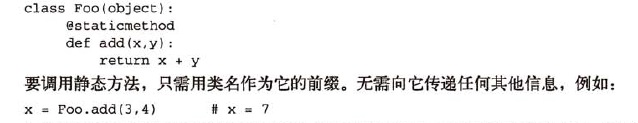 class Foo(object):
    @staticmethod
    def add(x,y):
        return x + y
要调用静态方法，只需用类名作为它的前缀。无需向它传递任何其他信息，例如：
x = Foo.add(3,4)        # x = 7